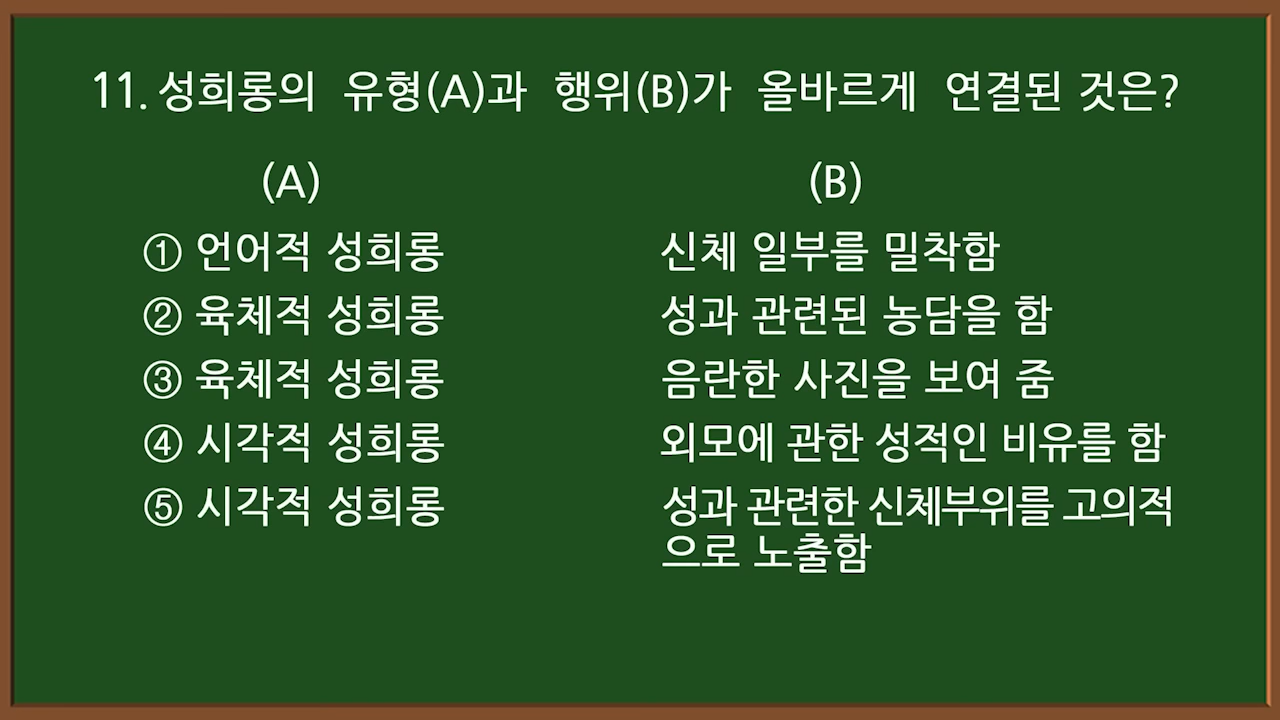 11. 성희롱의 유형(A)과 행위(B)가 올바르게 연결된 것은?
(A) (B)
① 언어적 성희롱 신체 일부를 밀착함
② 육체적 성희롱 성과 관련된 농담을 함
③ 육체적 성희롱 음란한 사진을 보여 줌
④ 시각적 성희롱 외모에 관한 성적인 비유를 함
⑤ 시각적 성희롱 성과 관련한 신체부위를 고의적
으로 노출함